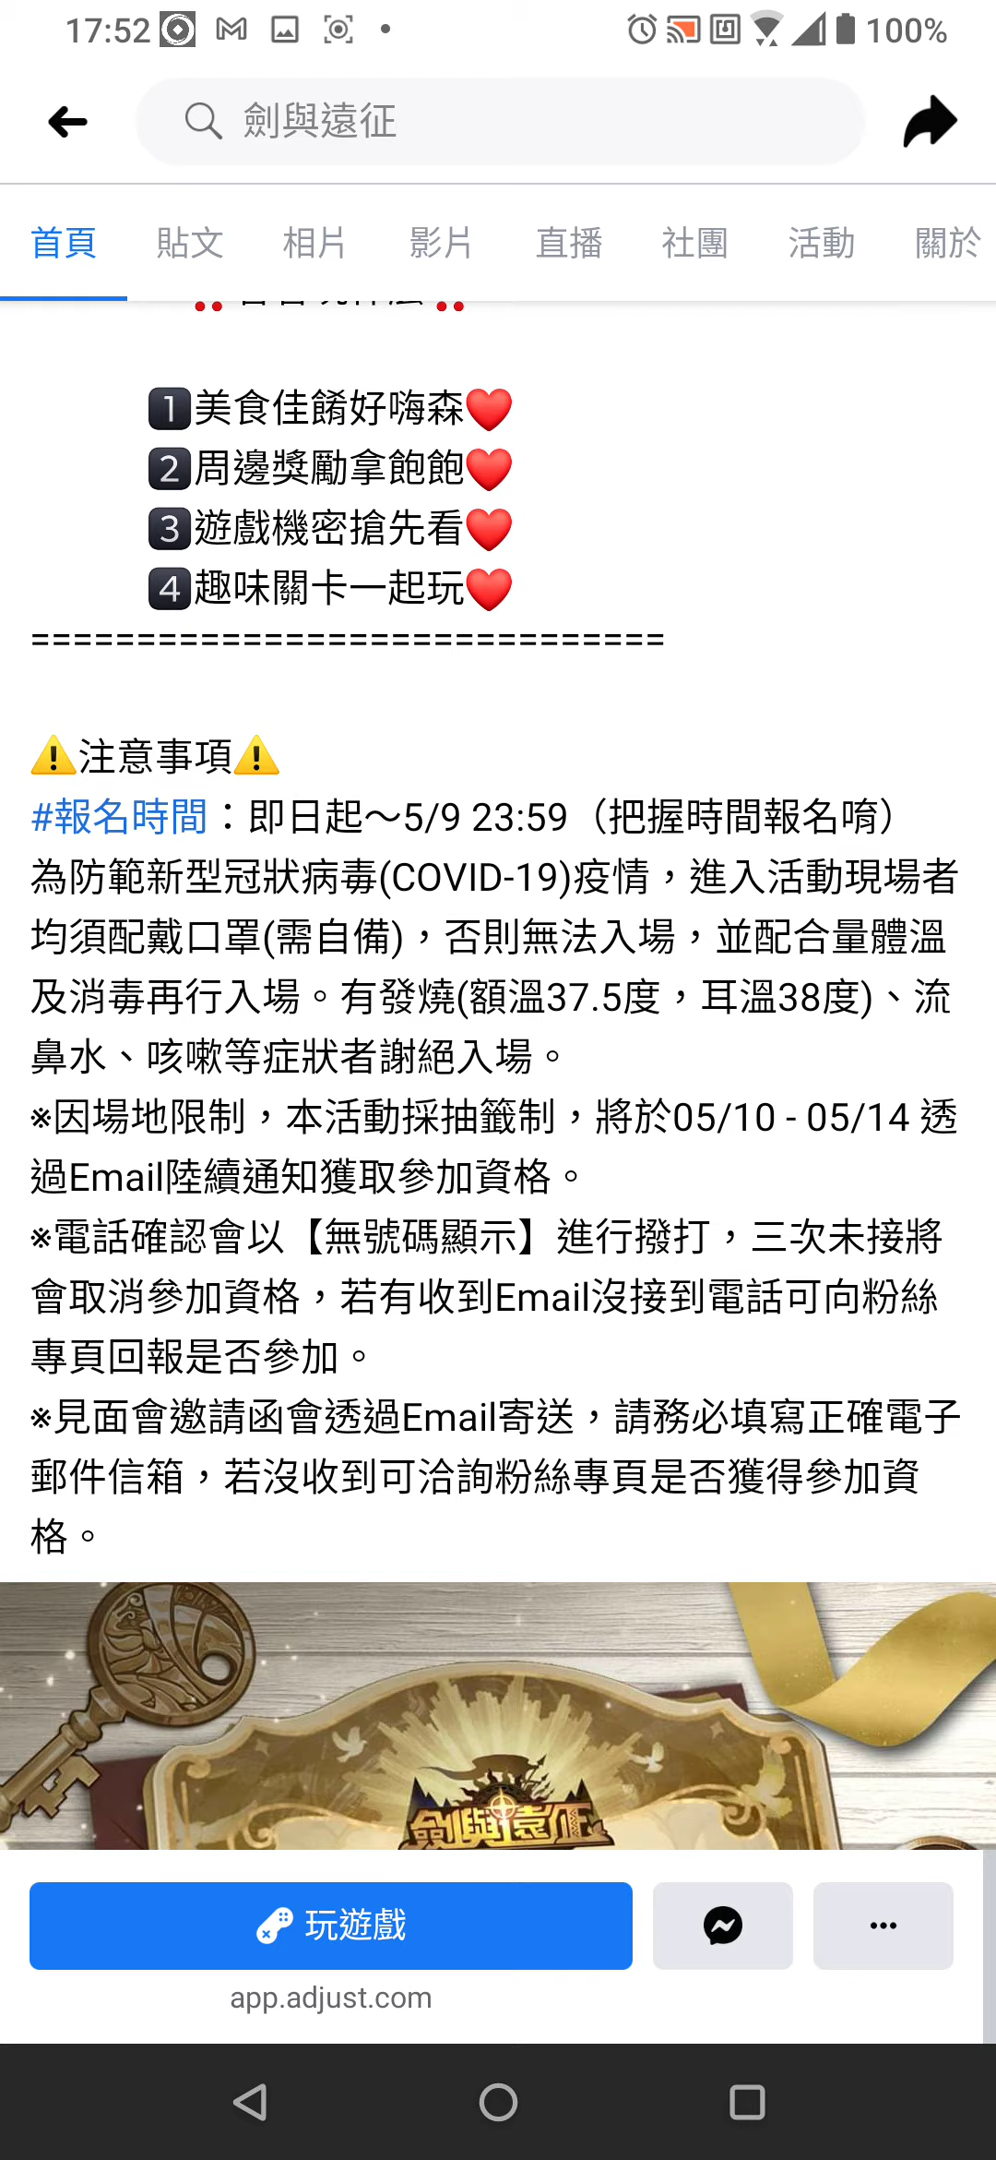 17:52 100%
劍與遠征
首頁 貼文 相片 影片 直播 社團 活動 關於
1美食佳餚好嗨森❤️
2周邊獎勵拿飽飽❤️
3遊戲機密搶先看❤️
4趣味關卡一起玩❤️
==============================
⚠️注意事項⚠️
#報名時間：即日起～5/9 23:59（把握時間報名唷）
為防範新型冠狀病毒(COVID-19)疫情，進入活動現場者
均須配戴口罩(需自備)，否則無法入場，並配合量體溫
及消毒再行入場。有發燒(額溫37.5度，耳溫38度)、流
鼻水、咳嗽等症狀者謝絕入場。
※因場地限制，本活動採抽籤制，將於05/10 - 05/14 透
過Email陸續通知獲取參加資格。
※電話確認會以【無號碼顯示】進行撥打，三次未接將
會取消參加資格，若有收到Email沒接到電話可向粉絲
專頁回報是否參加。
※見面會邀請函會透過Email寄送，請務必填寫正確電子
郵件信箱，若沒收到可洽詢粉絲專頁是否獲得參加資
格。
劍與遠征
玩遊戲
app.adjust.com